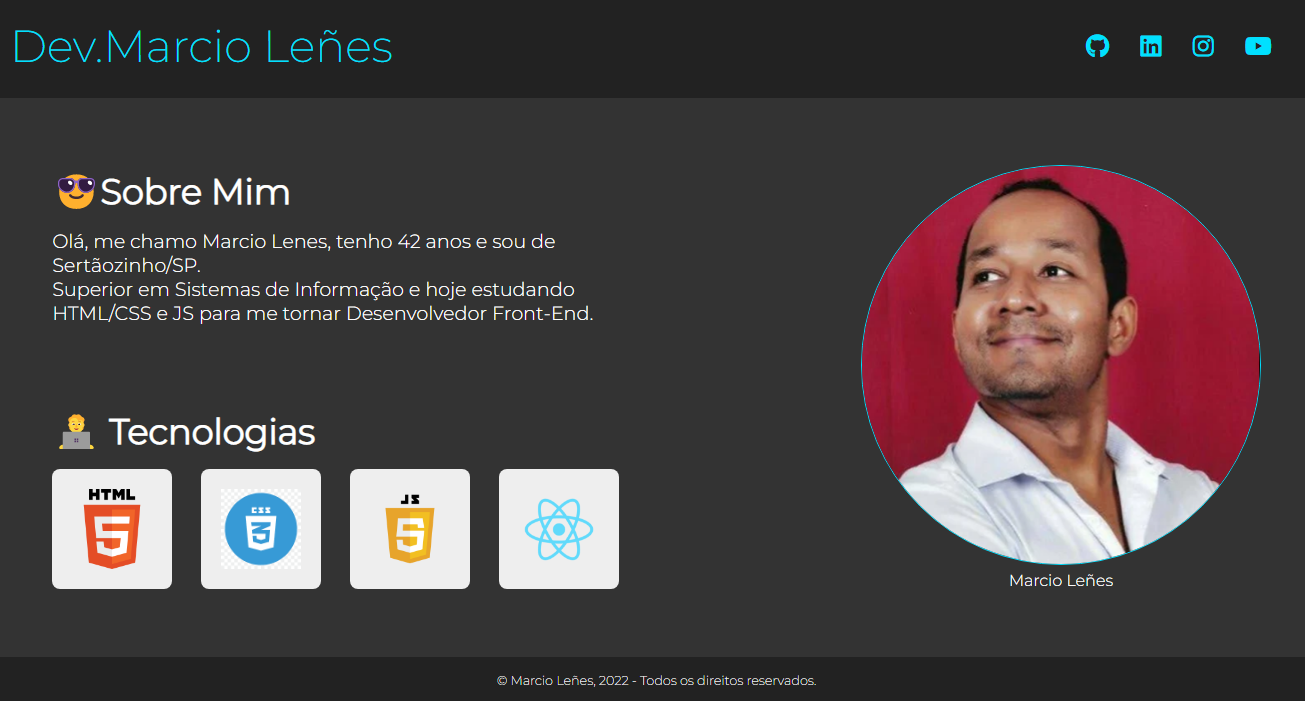 Dev.Marcio Leñes
Sobre Mim
Olá, me chamo Marcio Lenes, tenho 42 anos e sou de
Sertãozinho/SP.
Superior em Sistemas de Informação e hoje estudando
HTML/CSS e JS para me tornar Desenvolvedor Front-End.
Tecnologias
HTML
5
CSS
3
JS
5
in
Marcio Leñes
© Marcio Leñes, 2022 - Todos os direitos reservados.